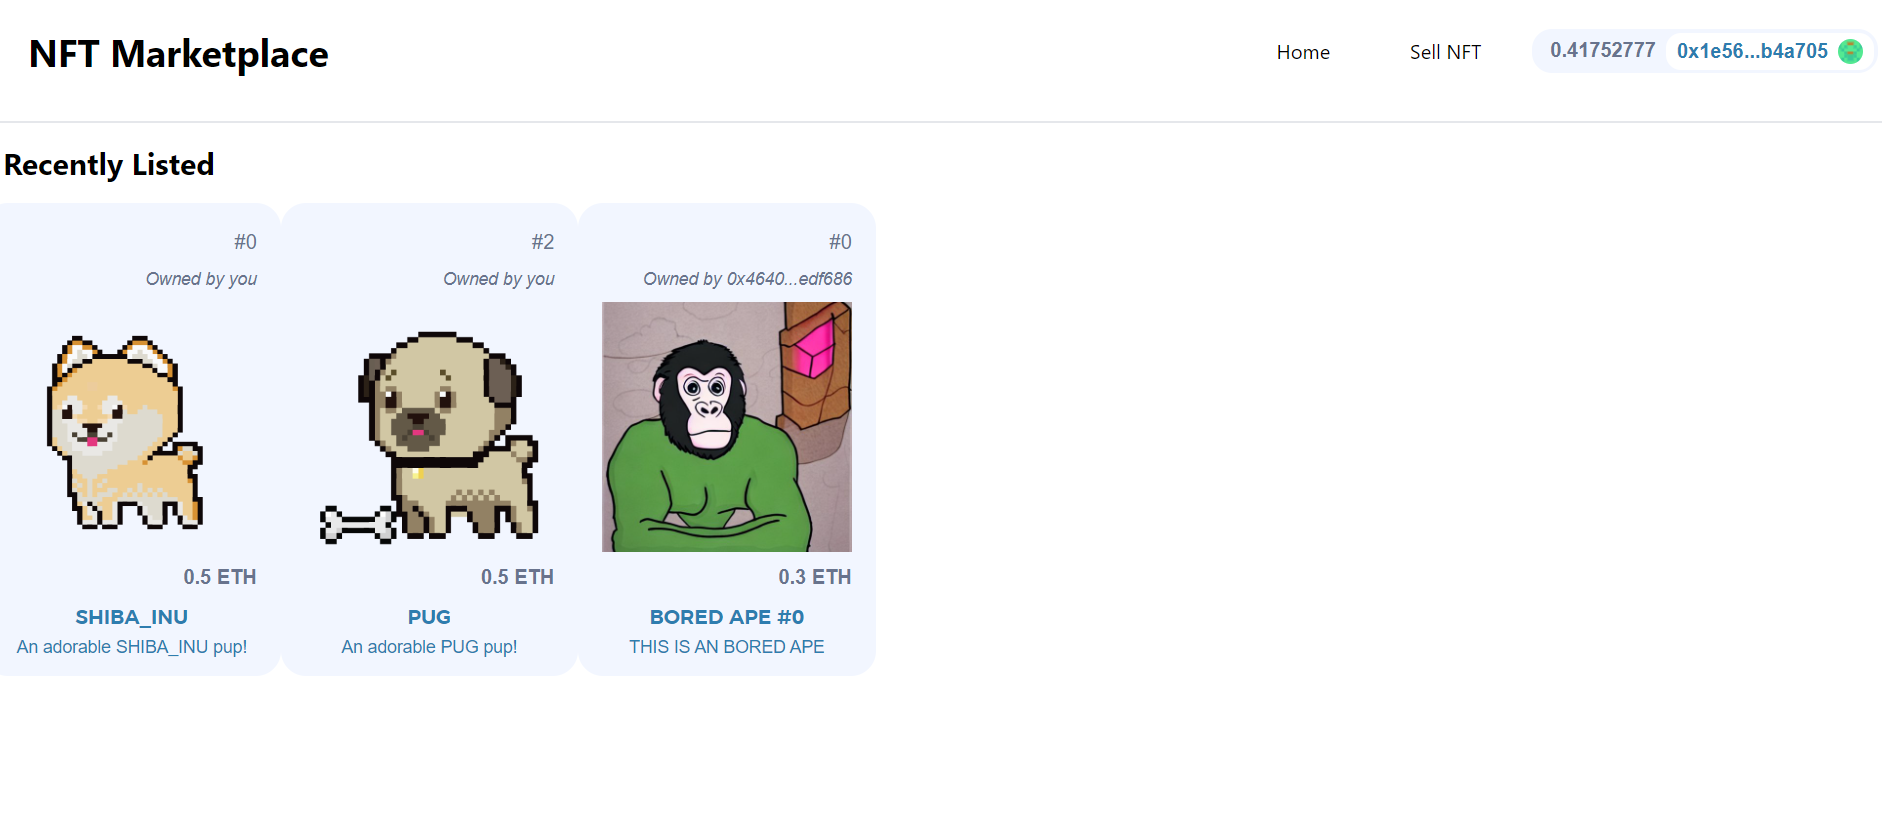 NFT Marketplace
Home
Sell NFT
0.41752777
0x1e56...b4a705
Recently Listed
#0
Owned by you
0.5 ETH
SHIBA_INU
An adorable SHIBA_INU pup!
#2
Owned by you
0.5 ETH
PUG
An adorable PUG pup!
#0
Owned by 0x4640...edf686
0.3 ETH
BORED APE #0
THIS IS AN BORED APE